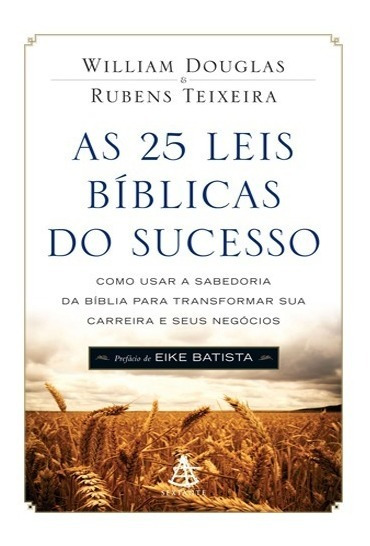 WILLIAM DOUGLAS
&
RUBENS TEIXEIRA
AS 25 LEIS
BÍBLICAS
DO SUCESSO
COMO USAR A SABEDORIA
DA BÍBLIA PARA TRANSFORMAR SUA
CARREIRA E SEUS NEGÓCIOS
Prefácio de EIKE BATISTA
SEXTANTE